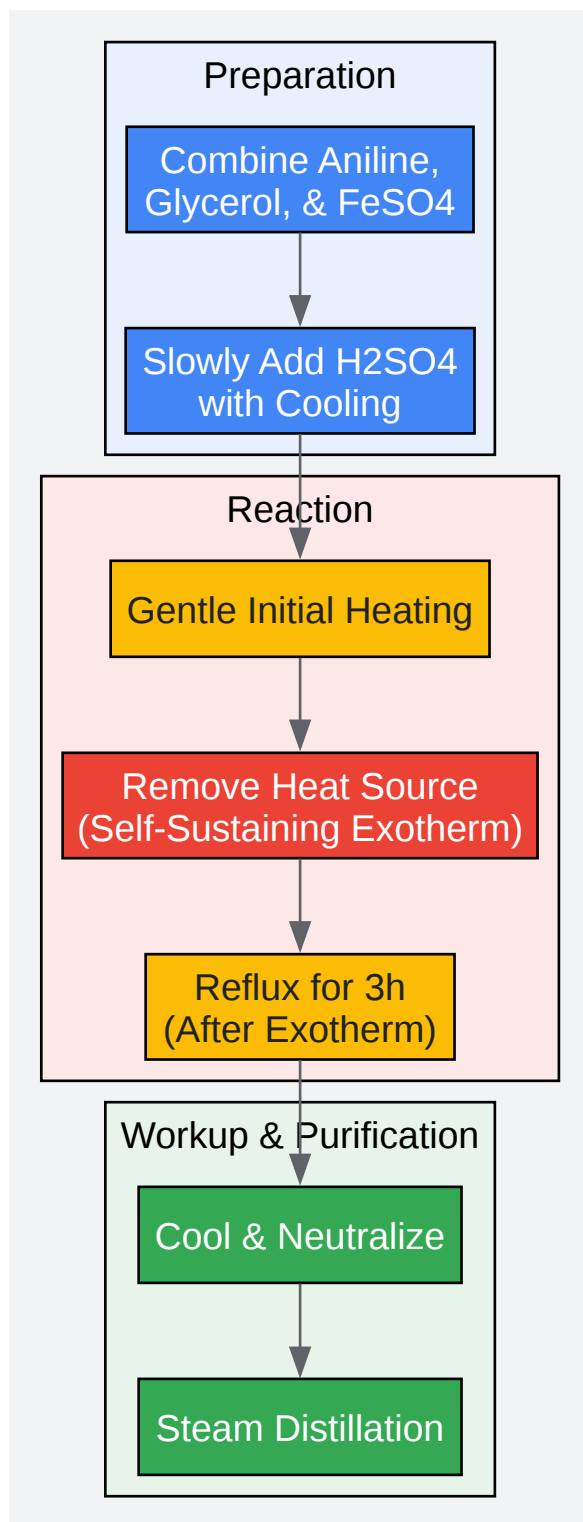 Preparation
Combine Aniline,
Glycerol, & FeSO4
Slowly Add H2SO4
with Cooling
Reaction
Gentle Initial Heating
Remove Heat Source
(Self-Sustaining Exotherm)
Reflux for 3h
(After Exotherm)
Workup & Purification
Cool & Neutralize
Steam Distillation